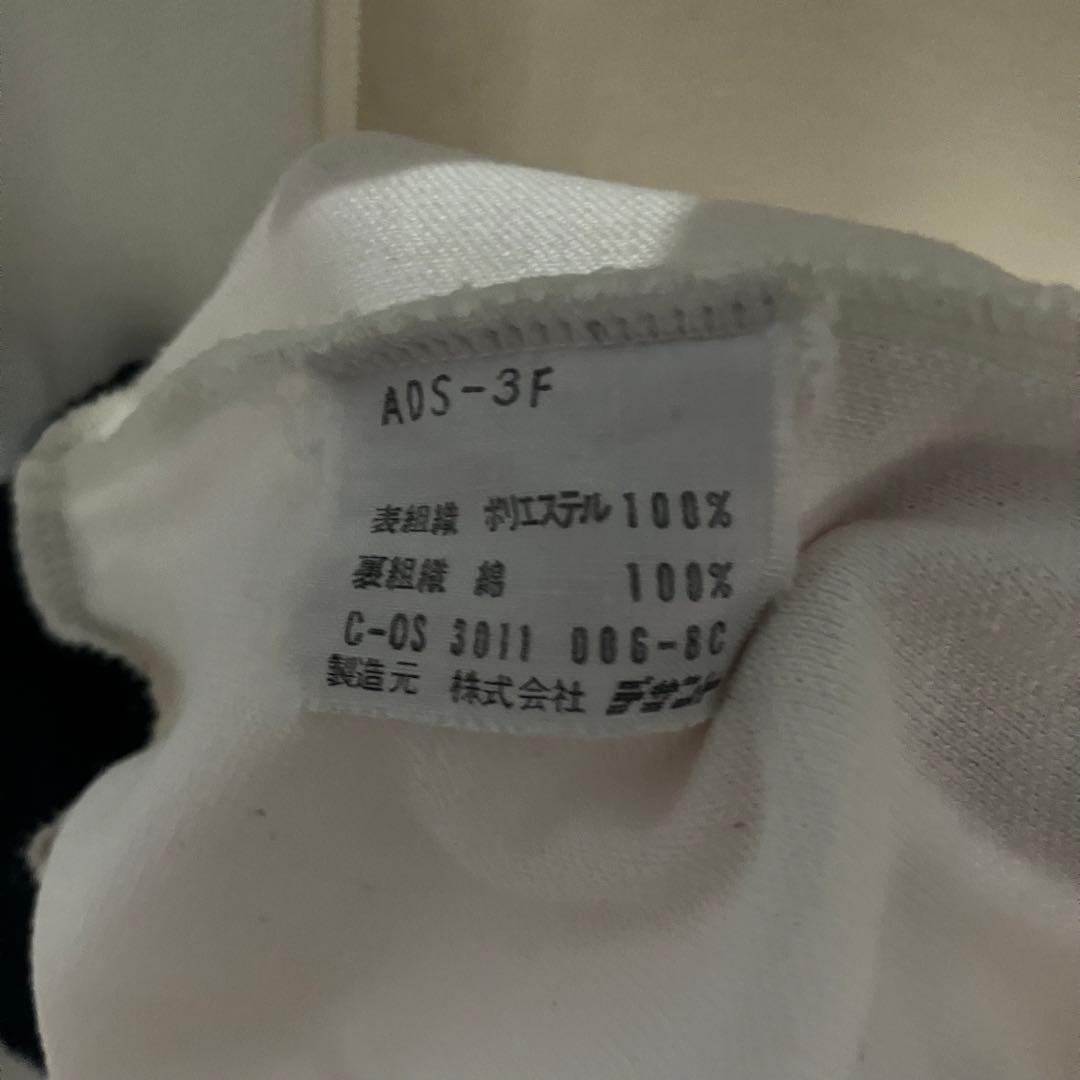 ADS-3F
表組織 ポリエステル 100%
裏組織 綿 100%
C-OS 3011 006-8C
製造元 株式会社 デサント